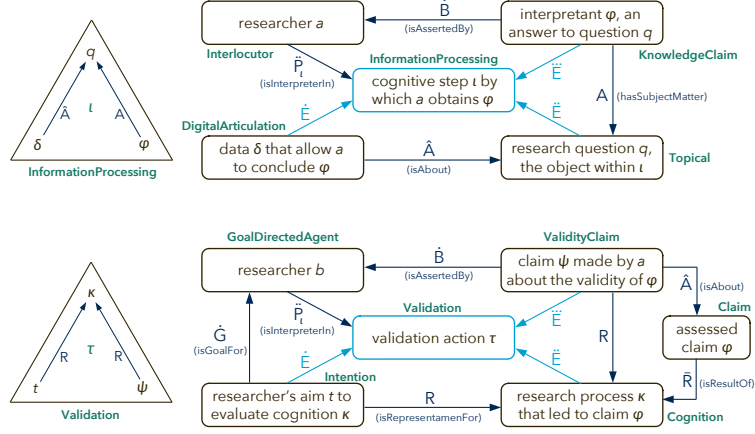 q
Â
ι
A
δ
φ
InformationProcessing
researcher a
Interlocutor
Ḃ
(isAssertedBy)
interpretant φ, an
answer to question q
KnowledgeClaim
P̈ι
(isInterpreterIn)
InformationProcessing
cognitive step ι by
which a obtains φ
E⃛
A
(hasSubjectMatter)
DigitalArticulation
Ė
Ë
data δ that allow a
to conclude φ
Â
(isAbout)
research question q,
the object within ι
Topical
κ
R
τ
R
t
ψ
Validation
GoalDirectedAgent
researcher b
Ḃ
(isAssertedBy)
ValidityClaim
claim ψ made by a
about the validity of φ
Â
(isAbout)
Claim
assessed
claim φ
P̈ι
(isInterpreterIn)
Validation
validation action τ
E⃛
R
Ġ
(isGoalFor)
Ė
Ë
R̄
(isResultOf)
Intention
researcher's aim t to
evaluate cognition κ
R
(isRepresentamenFor)
research process κ
that led to claim φ
Cognition